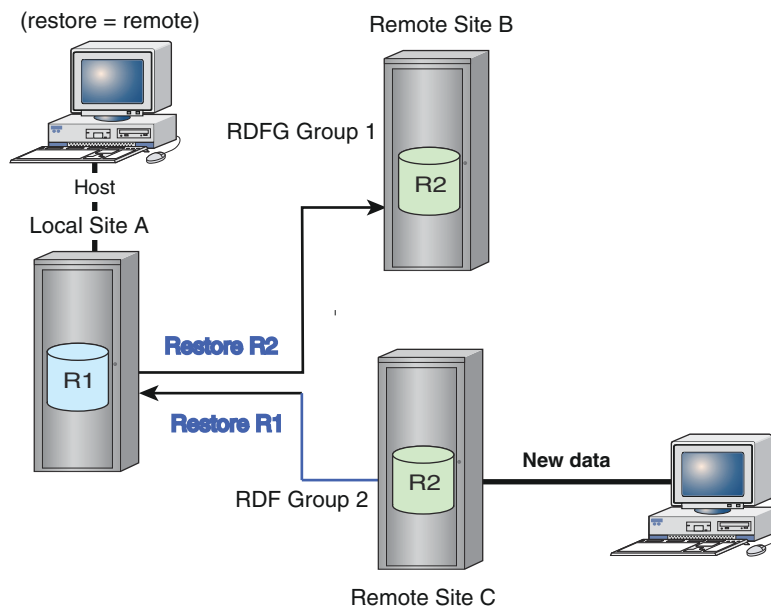 (restore = remote)
Remote Site B
RDFG Group 1
R2
Host
Local Site A
R1
Restore R2
Restore R1
R2
New data
RDF Group 2
Remote Site C